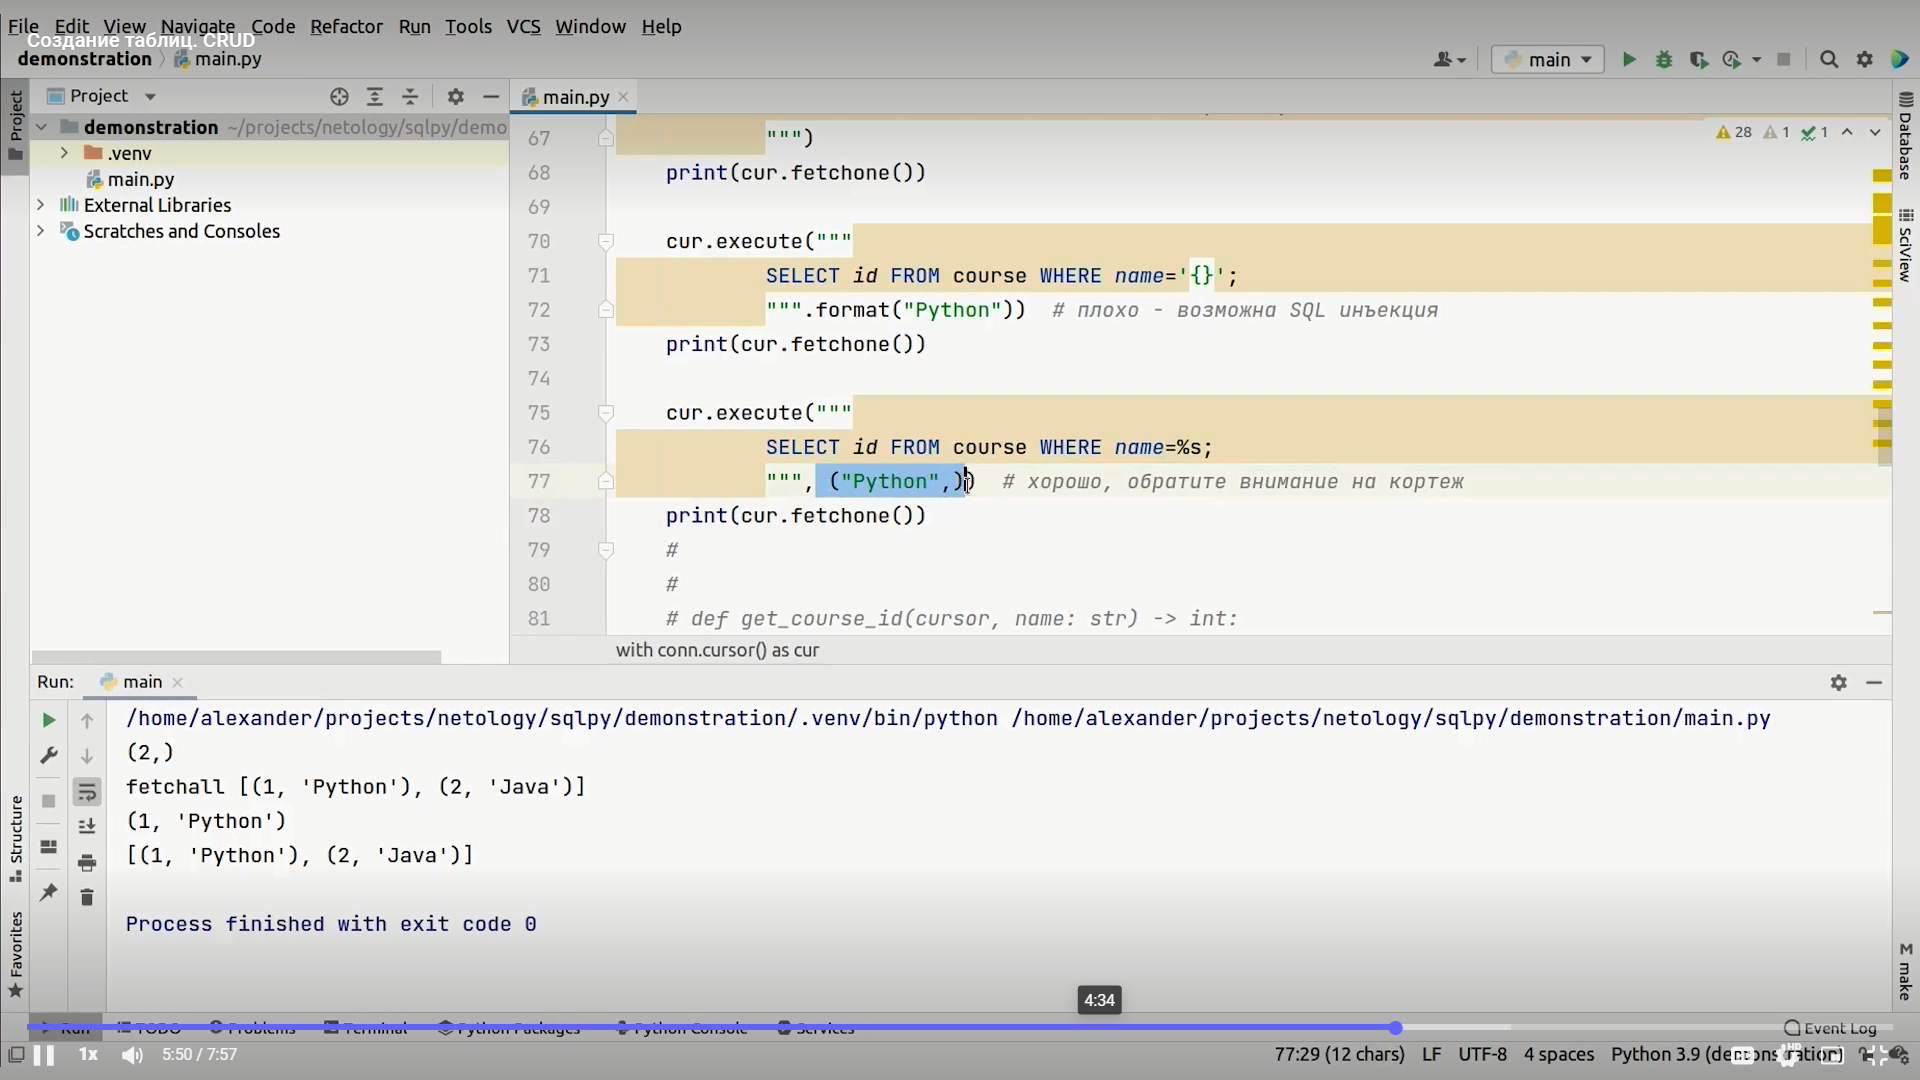 File Edit View Navigate Code Refactor Run Tools VCS Window Help
Создание таблиц. CRUD
demonstration main.py
main
Project
main.py
Project
demonstration ~/projects/netology/sqlpy/demo
.venv
main.py
External Libraries
Scratches and Consoles
28 1 1
Database
SciView
67 """)
68 print(cur.fetchone())
69
70 cur.execute("""
71 SELECT id FROM course WHERE name='{}';
72 """.format("Python")) # плохо - возможна SQL инъекция
73 print(cur.fetchone())
74
75 cur.execute("""
76 SELECT id FROM course WHERE name=%s;
77 """, ("Python",)) # хорошо, обратите внимание на кортеж
78 print(cur.fetchone())
79 #
80 #
81 # def get_course_id(cursor, name: str) -> int:
with conn.cursor() as cur
Run: main
/home/alexander/projects/netology/sqlpy/demonstration/.venv/bin/python /home/alexander/projects/netology/sqlpy/demonstration/main.py
(2,)
fetchall [(1, 'Python'), (2, 'Java')]
(1, 'Python')
[(1, 'Python'), (2, 'Java')]
Process finished with exit code 0
Structure
Favorites
make
4:34
Run TODO Problems Terminal Python Packages Python Console Services Event Log
1x 5:50 / 7:57
77:29 (12 chars) LF UTF-8 4 spaces Python 3.9 (demonstration)
HD